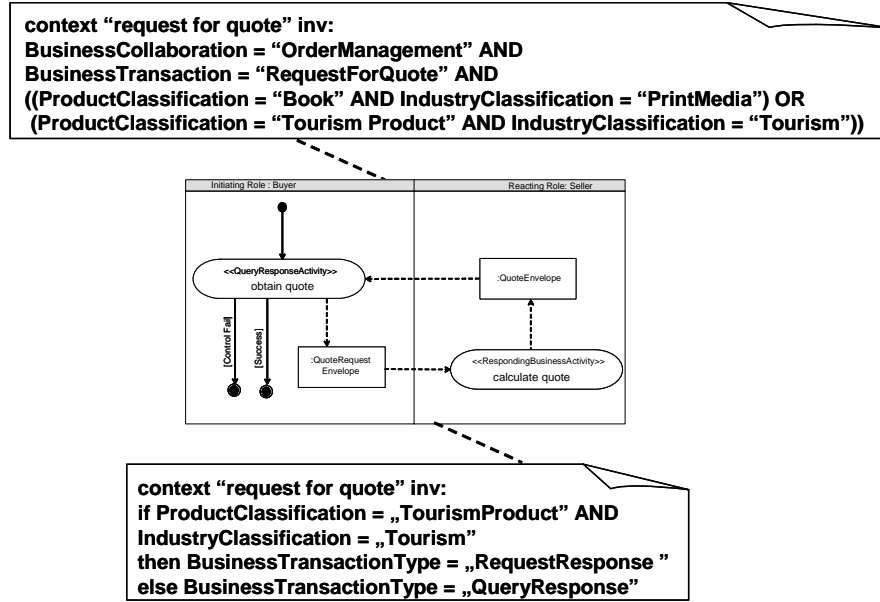 context “request for quote” inv:
BusinessCollaboration = “OrderManagement” AND
BusinessTransaction = “RequestForQuote” AND
((ProductClassification = “Book” AND IndustryClassification = “PrintMedia”) OR
(ProductClassification = “Tourism Product” AND IndustryClassification = “Tourism”))
Initiating Role : Buyer
Reacting Role: Seller
<<QueryResponseActivity>>
obtain quote
:QuoteEnvelope
[Control Fail]
[Success]
:QuoteRequest
Envelope
<<RespondingBusinessActivity>>
calculate quote
context “request for quote” inv:
if ProductClassification = „TourismProduct” AND
IndustryClassification = „Tourism”
then BusinessTransactionType = „RequestResponse ”
else BusinessTransactionType = „QueryResponse”